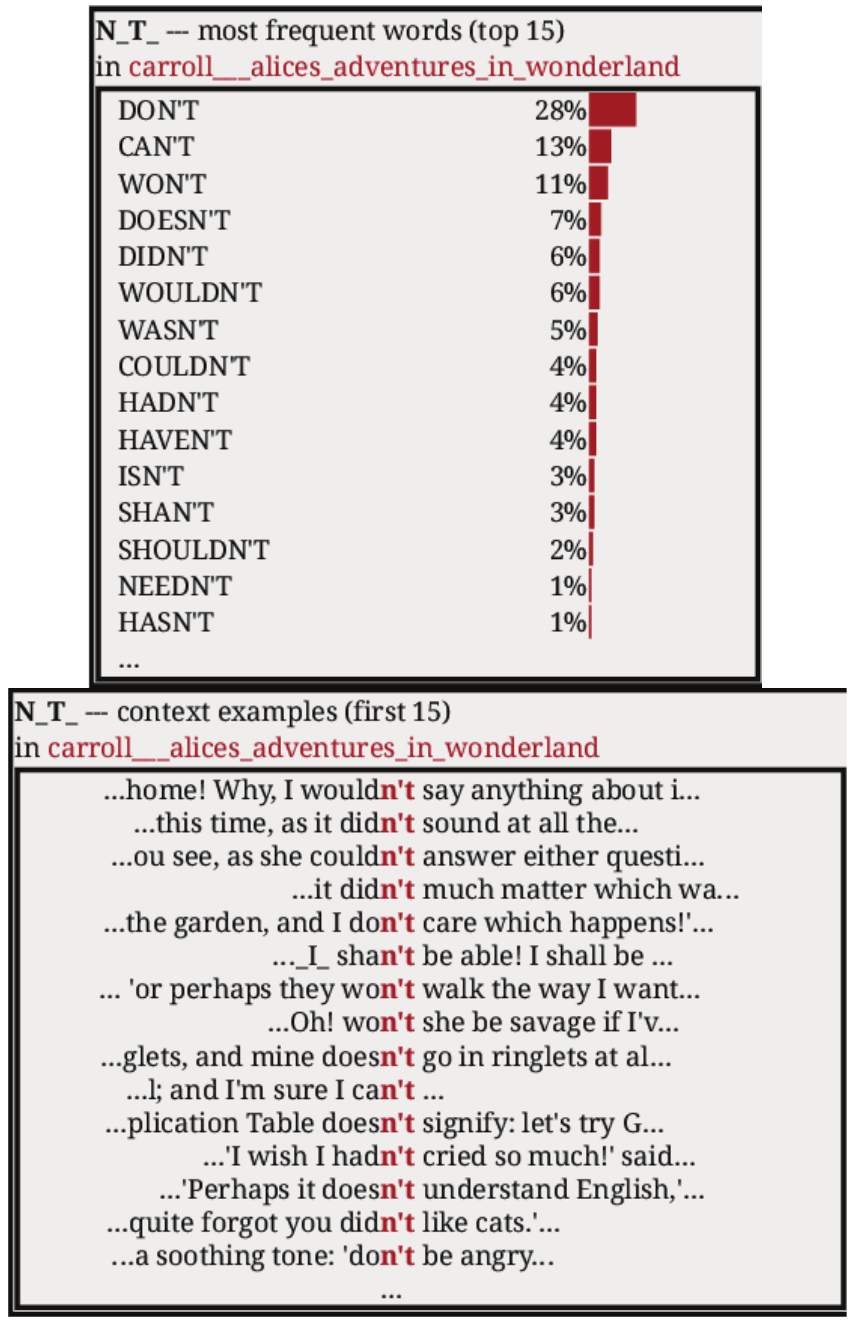 N_T_ --- most frequent words (top 15)
in carroll___alices_adventures_in_wonderland
DON'T 28%
CAN'T 13%
WON'T 11%
DOESN'T 7%
DIDN'T 6%
WOULDN'T 6%
WASN'T 5%
COULDN'T 4%
HADN'T 4%
HAVEN'T 4%
ISN'T 3%
SHAN'T 3%
SHOULDN'T 2%
NEEDN'T 1%
HASN'T 1%
...
N_T_ --- context examples (first 15)
in carroll___alices_adventures_in_wonderland
...home! Why, I wouldn't say anything about i...
...this time, as it didn't sound at all the...
...ou see, as she couldn't answer either questi...
...it didn't much matter which wa...
...the garden, and I don't care which happens!'...
..._I_ shan't be able! I shall be ...
... 'or perhaps they won't walk the way I want...
...Oh! won't she be savage if I'v...
...glets, and mine doesn't go in ringlets at al...
...l; and I'm sure I can't ...
...plication Table doesn't signify: let's try G...
...'I wish I hadn't cried so much!' said...
...'Perhaps it doesn't understand English,'...
...quite forgot you didn't like cats.'...
...a soothing tone: 'don't be angry...
...